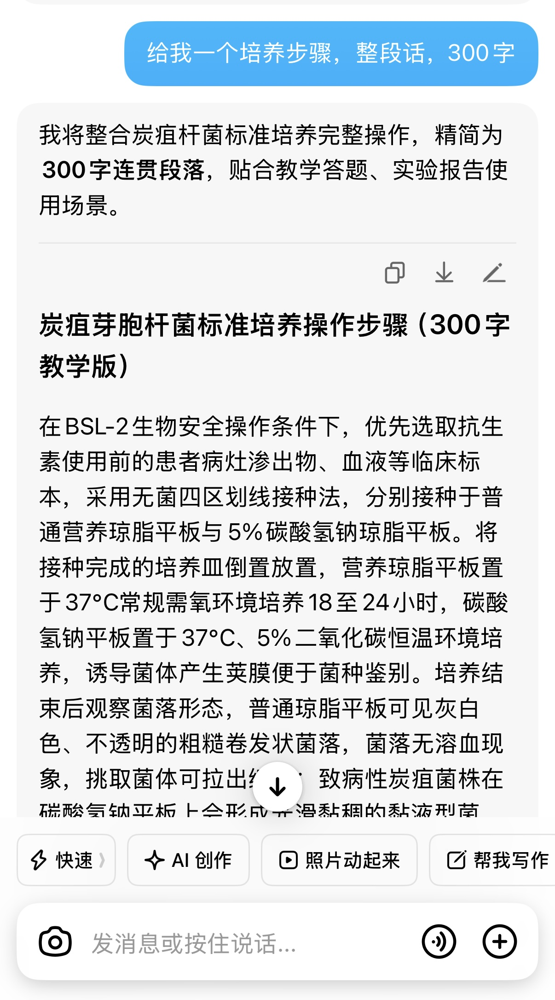 给我一个培养步骤，整段话，300字
我将整合炭疽杆菌标准培养完整操作，精简为
300字连贯段落，贴合教学答题、实验报告使
用场景。
炭疽芽胞杆菌标准培养操作步骤（300字
教学版）
在BSL-2生物安全操作条件下，优先选取抗生
素使用前的患者病灶渗出物、血液等临床标
本，采用无菌四区划线接种法，分别接种于普
通营养琼脂平板与5%碳酸氢钠琼脂平板。将
接种完成的培养皿倒置放置，营养琼脂平板置
于37°C常规需氧环境培养18至24小时，碳酸
氢钠平板置于37°C、5%二氧化碳恒温环境培
养，诱导菌体产生荚膜便于菌种鉴别。培养结
束后观察菌落形态，普通琼脂平板可见灰白
色、不透明的粗糙卷发状菌落，菌落无溶血现
象，挑取菌体可拉出 致病性炭疽菌株在
碳酸氢钠平板上会形成光滑黏稠的黏液型菌
快速
AI 创作
照片动起来
帮我写作
发消息或按住说话...